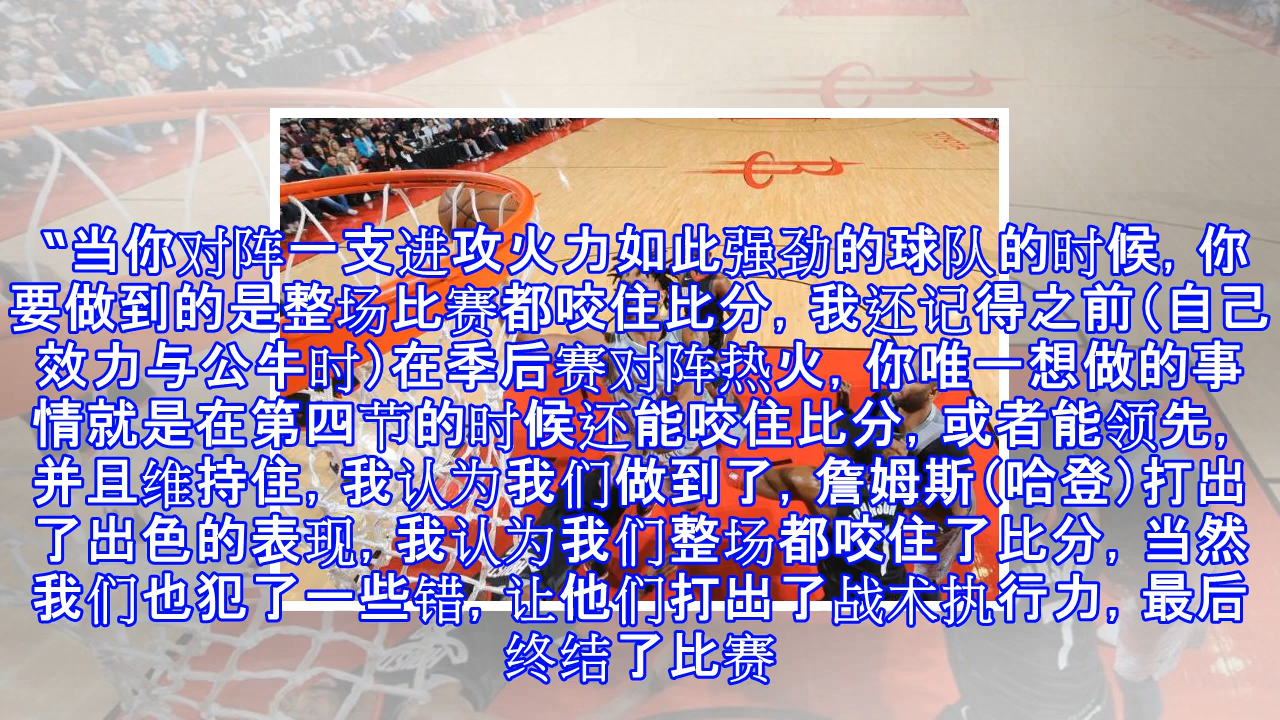 “当你对阵一支进攻火力如此强劲的球队的时候,你
要做到的是整场比赛都咬住比分,我还记得之前(自己
效力与公牛时)在季后赛对阵热火,你唯一想做的事
情就是在第四节的时候还能咬住比分,或者能领先,
并且维持住,我认为我们做到了,詹姆斯(哈登)打出
了出色的表现,我认为我们整场都咬住了比分,当然
我们也犯了一些错,让他们打出了战术执行力,最后
终结了比赛